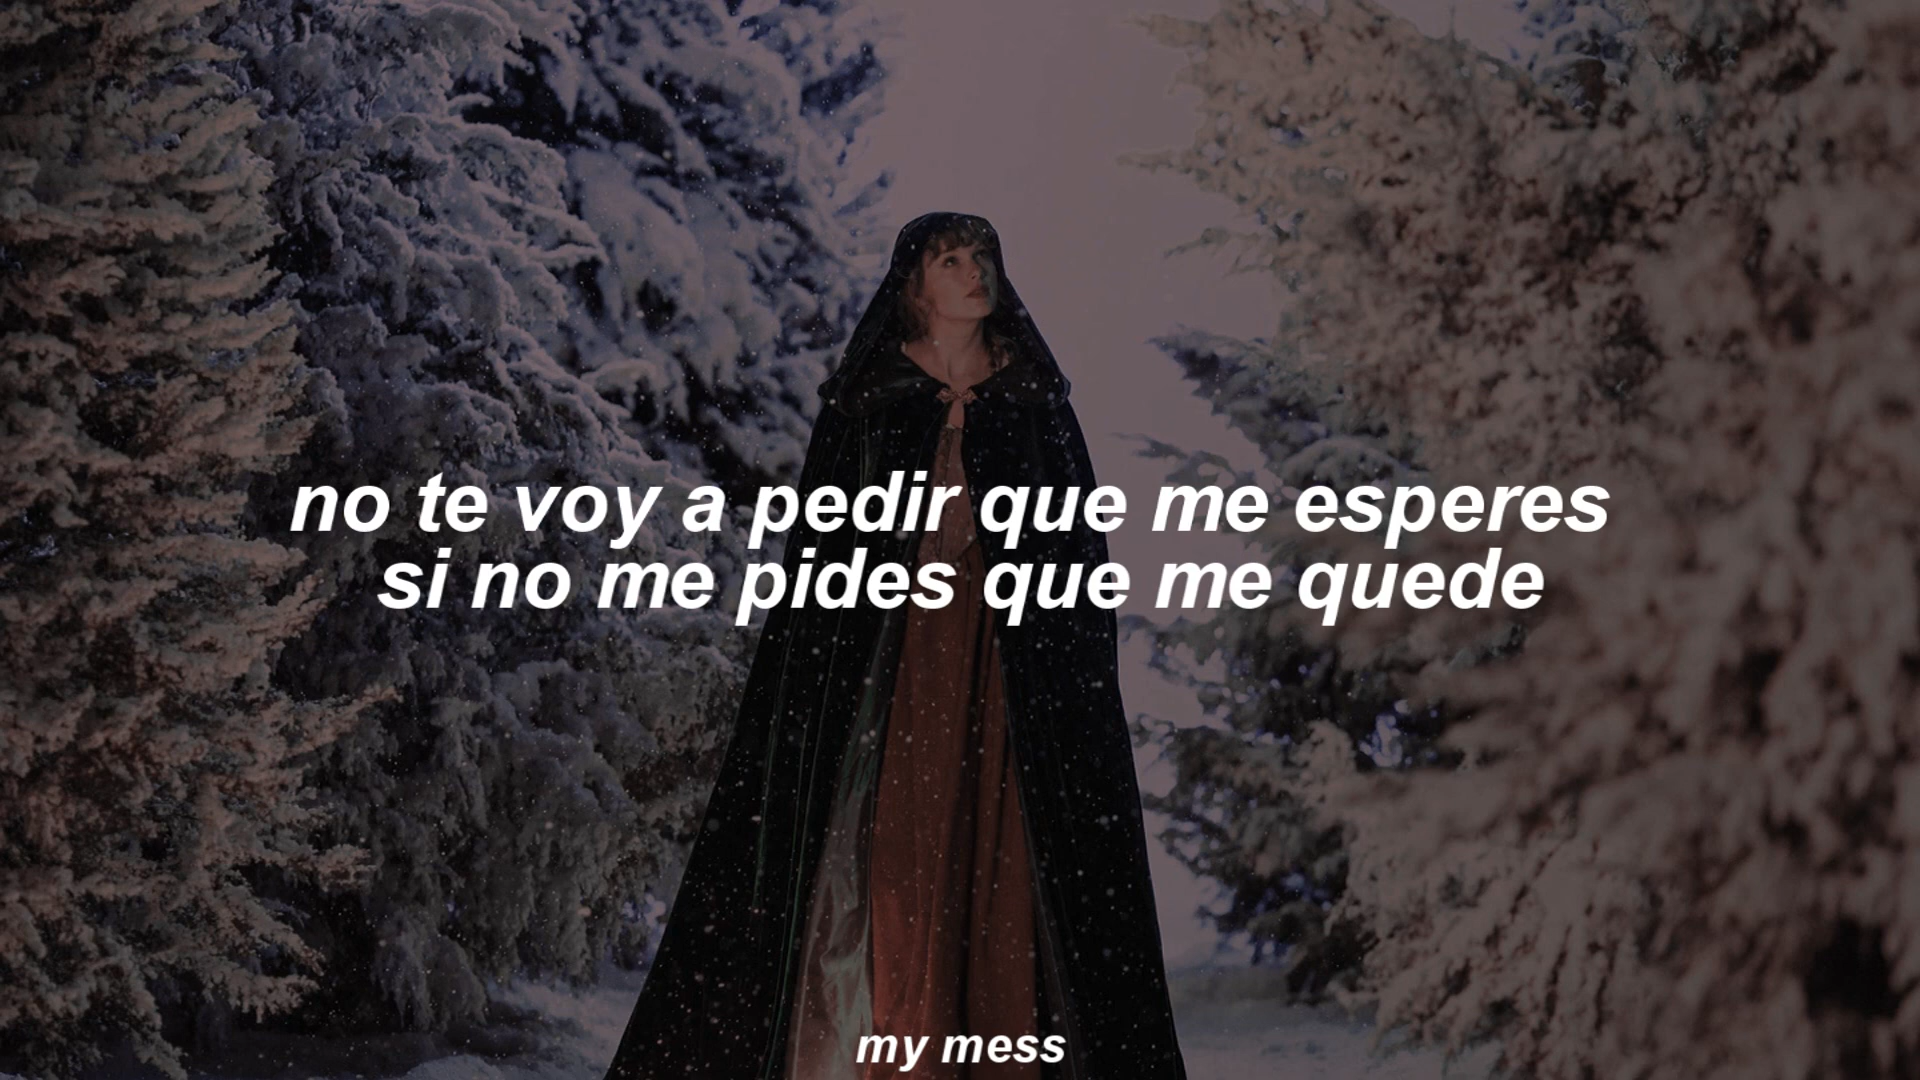 no te voy a pedir que me esperes
si no me pides que me quede
my mess